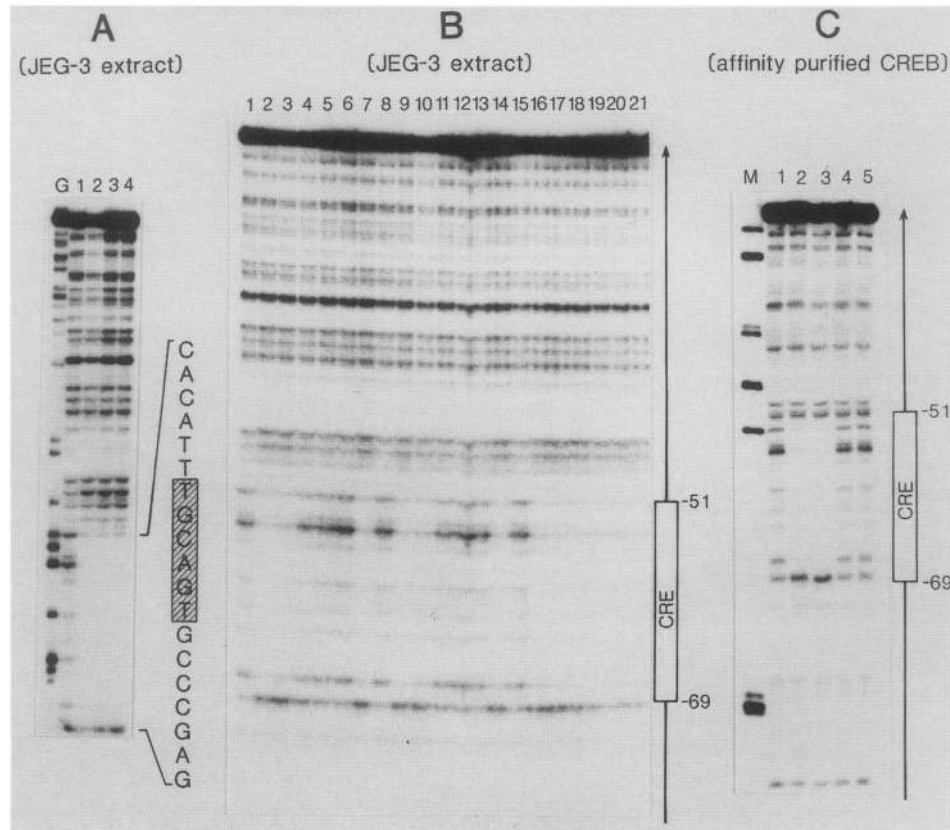 A
(JEG-3 extract)
G 1 2 3 4
C
A
C
A
T
T
T
G
C
A
G
T
G
C
C
C
G
A
G
B
(JEG-3 extract)
1 2 3 4 5 6 7 8 9 10 11 12 13 14 15 16 17 18 19 20 21
-51
CRE
-69
C
(affinity purified CREB)
M 1 2 3 4 5
-51
CRE
-69